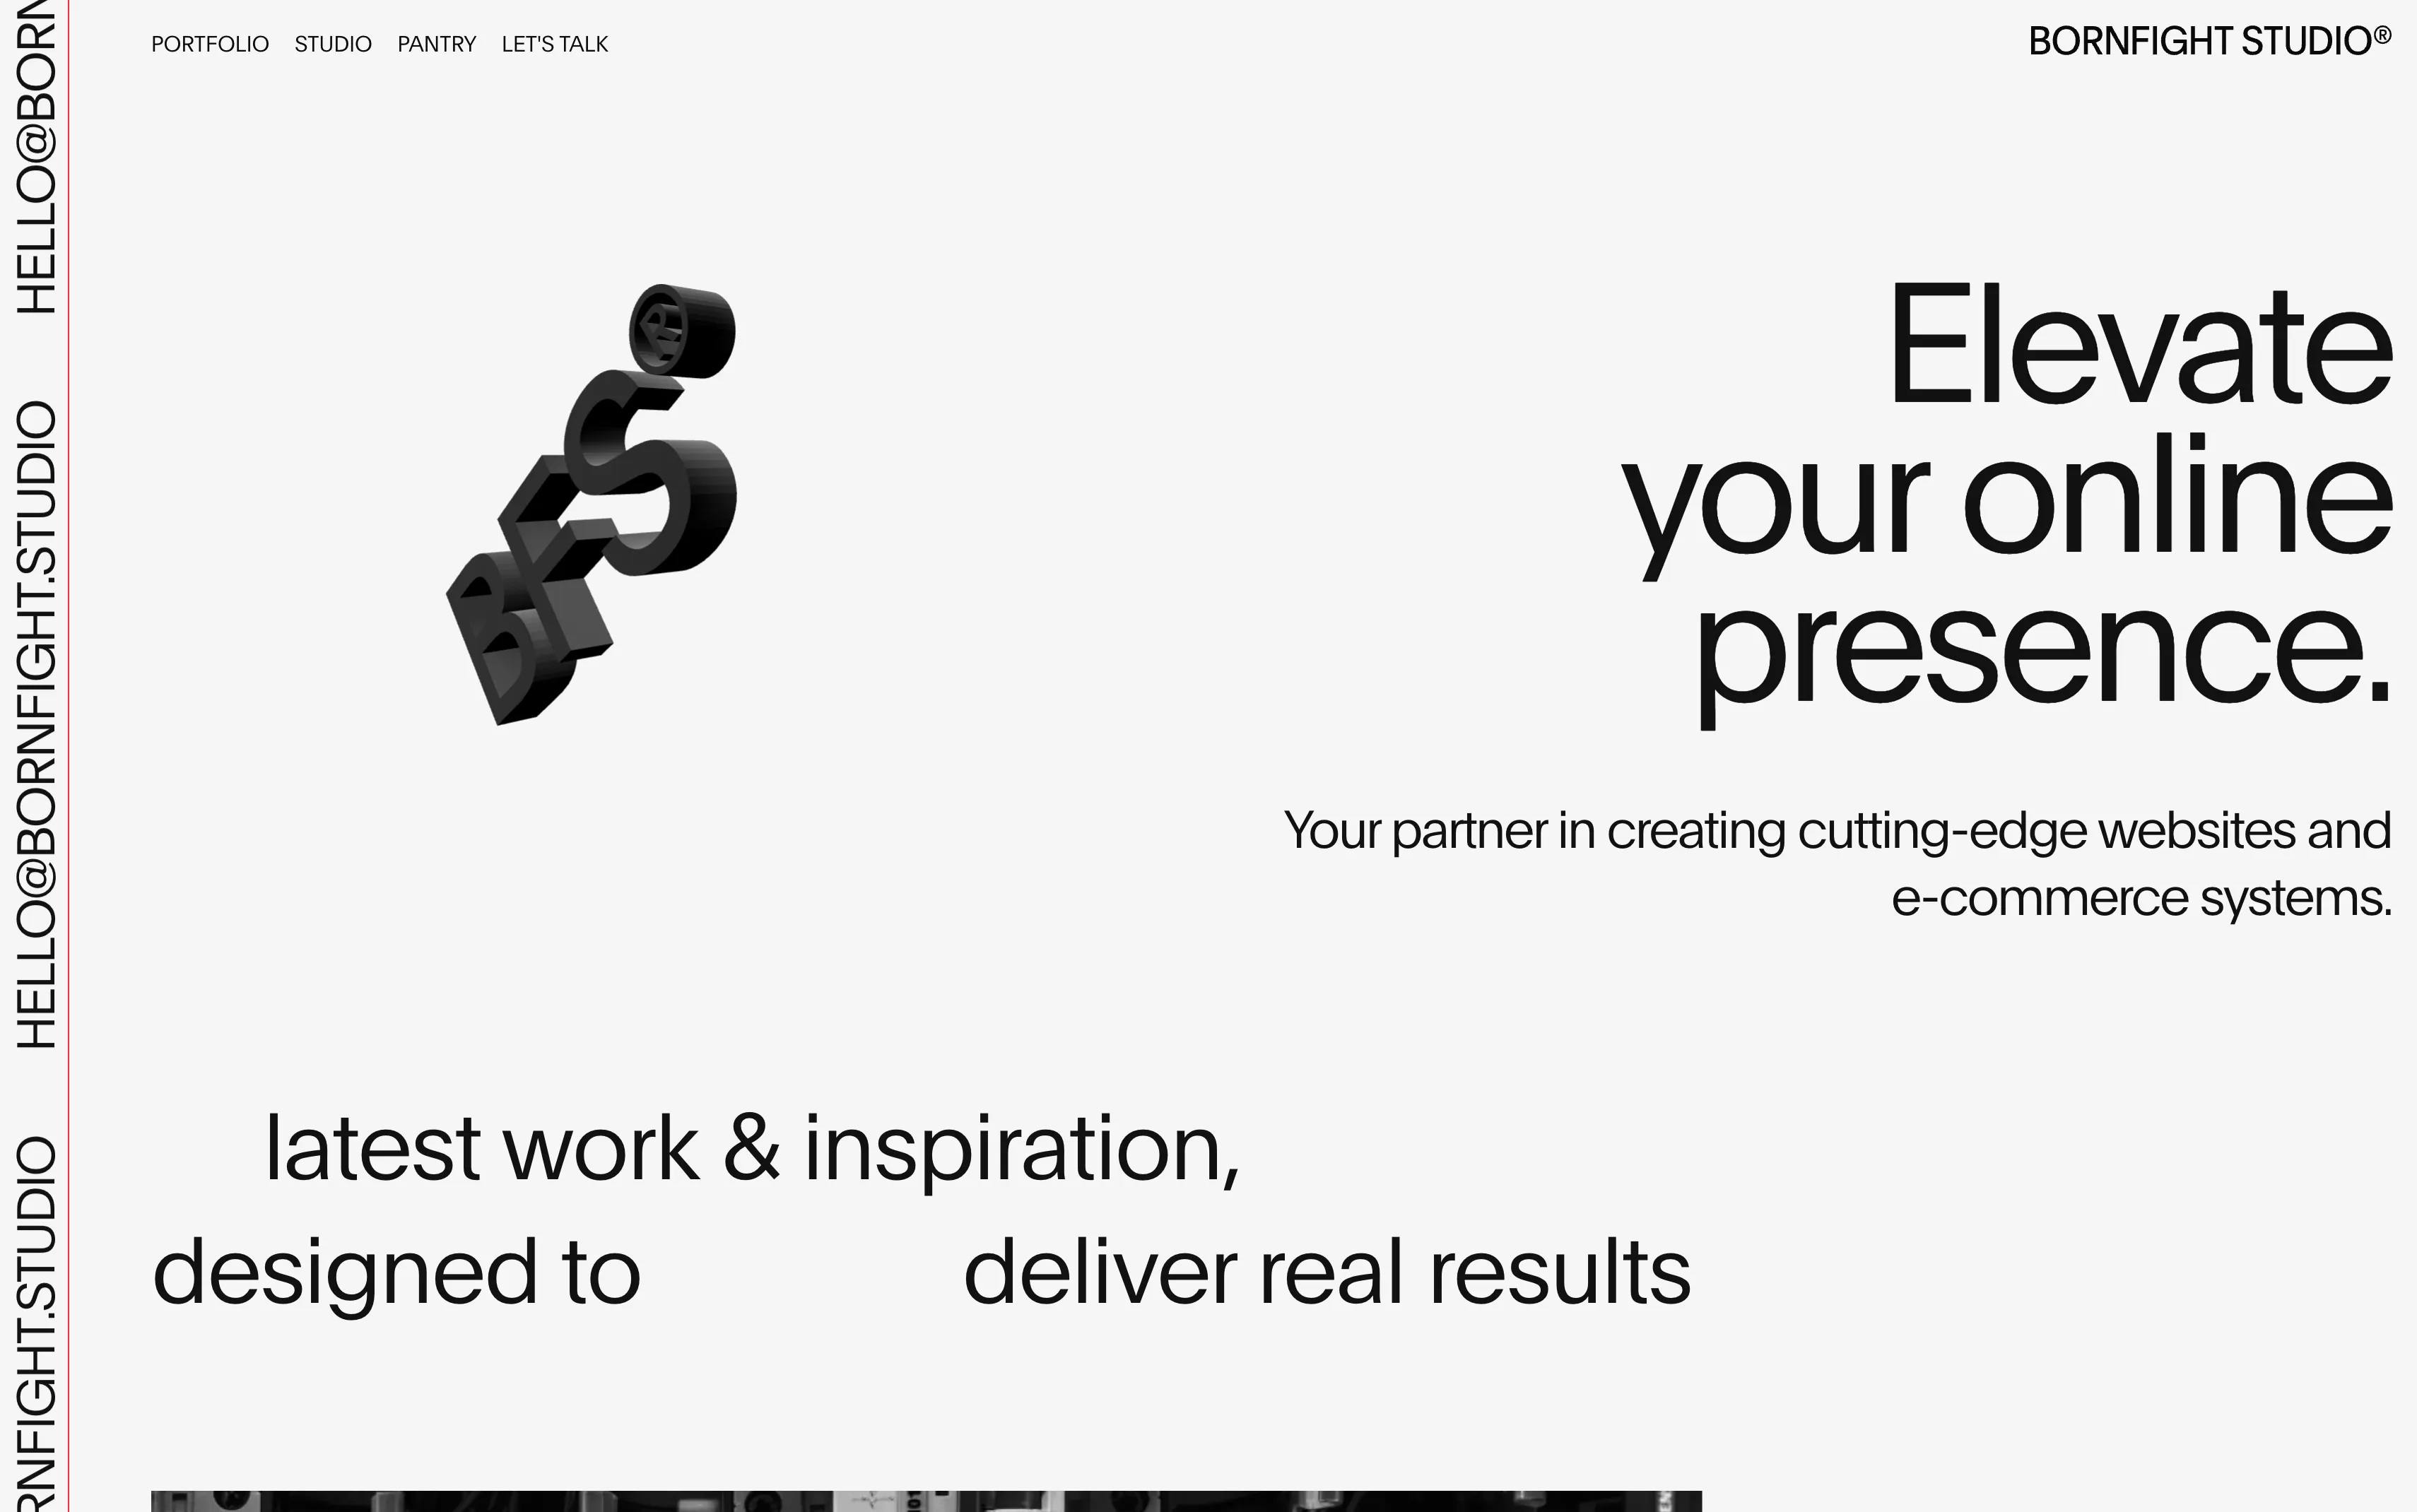 PORTFOLIO STUDIO PANTRY LET'S TALK
BORNFIGHT STUDIO®
HELLO@BORN
HELLO@BORNFIGHT.STUDIO
RNFIGHT.STUDIO
BFS®
Elevate
your online
presence.
Your partner in creating cutting-edge websites and
e-commerce systems.
latest work & inspiration,
designed to deliver real results